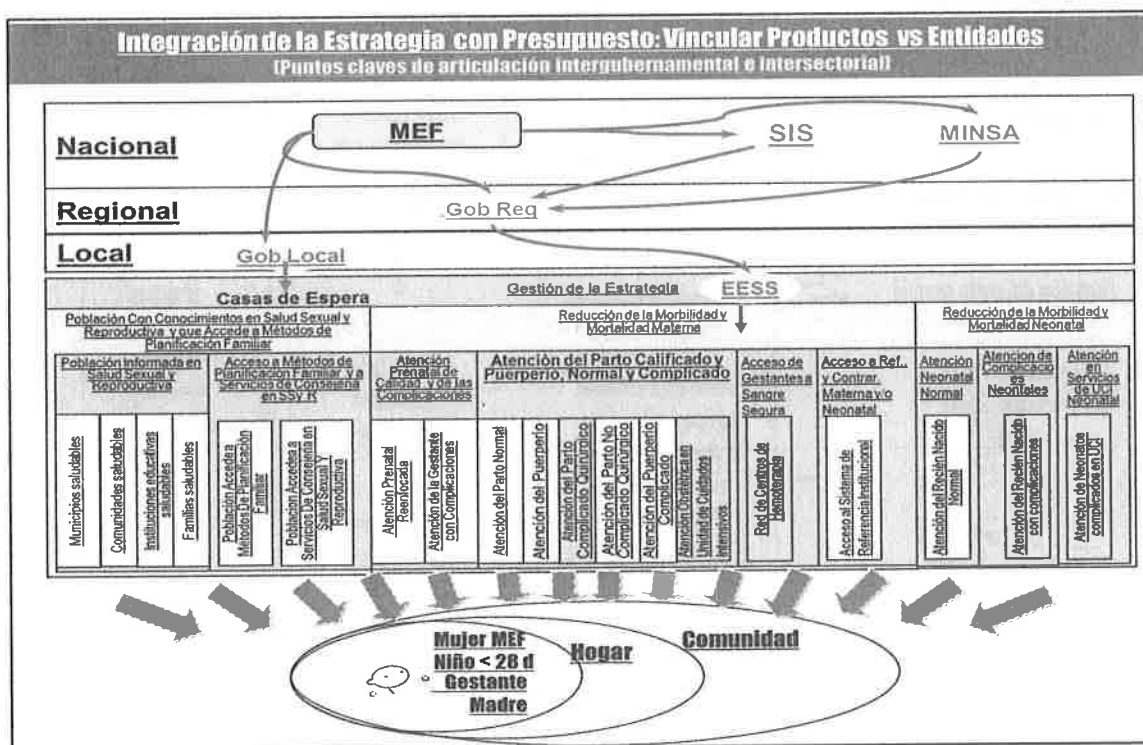 Integración de la Estrategia con Presupuesto: Vincular Productos vs Entidades
(Puntos claves de articulación intergubernamental e intersectorial)
Nacional
MEF
SIS
MINSA
Regional
Gob Reg
Local
Gob Local
Casas de Espera
Gestión de la Estrategia
EESS
Población Con Conocimientos en Salud Sexual y
Reproductiva y que Accede a Métodos de
Planificación Familiar
Reducción de la Morbilidad y
Mortalidad Materna
Reducción de la Morbilidad y
Mortalidad Neonatal
Población Informada en
Salud Sexual y
Reproductiva
Acceso a Métodos de
Planificación Familiar y a
Servicios de Consejería
en SSy R
Atención
Prenatal de
Calidad y de las
Complicaciones
Atención del Parto Calificado y
Puerperio, Normal y Complicado
Acceso de
Gestantes a
Sangre
Segura
Acceso a Ref..
y Contrar.
Materna y/o
Neonatal
Atención
Neonatal
Normal
Atencion de
Complicacion
es Neonatales
Atención
en
Servicios
de UCI
Neonatal
Municipios saludables
Comunidades saludables
Instituciones educativas
saludables
Familias saludables
Población Accede a
Métodos De Planificación
Familiar
Población Accede a
Servicios De Consejería en
Salud Sexual Y
Reproductiva
Atención Prenatal
Reenfocada
Atención de la Gestante
con Complicaciones
Atención del Parto Normal
Atención del Puerperio
Atención del Parto
Complicado Quirúrgico
Atención del Parto No
Complicado Quirúrgico
Atención del Puerperio
Complicado
Atención Obstétrica en
Unidad de Cuidados
Intensivos
Red de Centros de
Hemoterapia
Acceso al Sistema de
Referencial Institucional
Atención del Recién Nacido
Normal
Atención del Recién Nacido
con complicaciones
Atención de Neonatos
complicados en UCI
Mujer MEF
Niño < 28 d
Gestante
Madre
Hogar
Comunidad